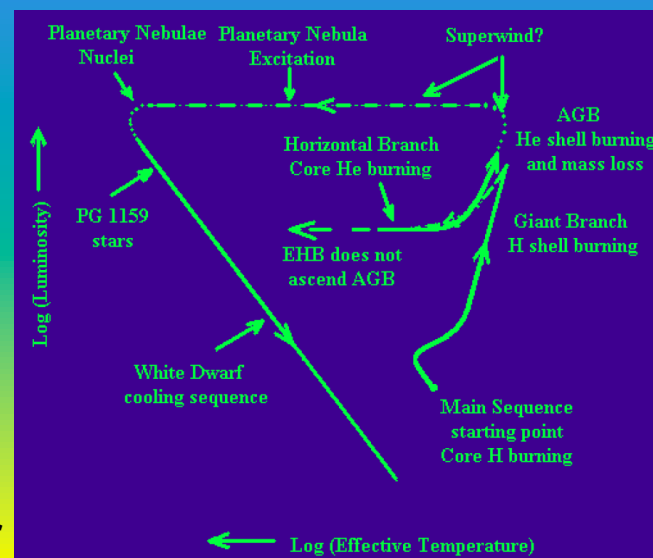 Planetary Nebulae
Nuclei
Planetary Nebula
Excitation
Superwind?
AGB
He shell burning
and mass loss
Horizontal Branch
Core He burning
PG 1159
stars
Giant Branch
H shell burning
EHB does not
ascend AGB
Log (Luminosity)
White Dwarf
cooling sequence
Main Sequence
starting point
Core H burning
Log (Effective Temperature)